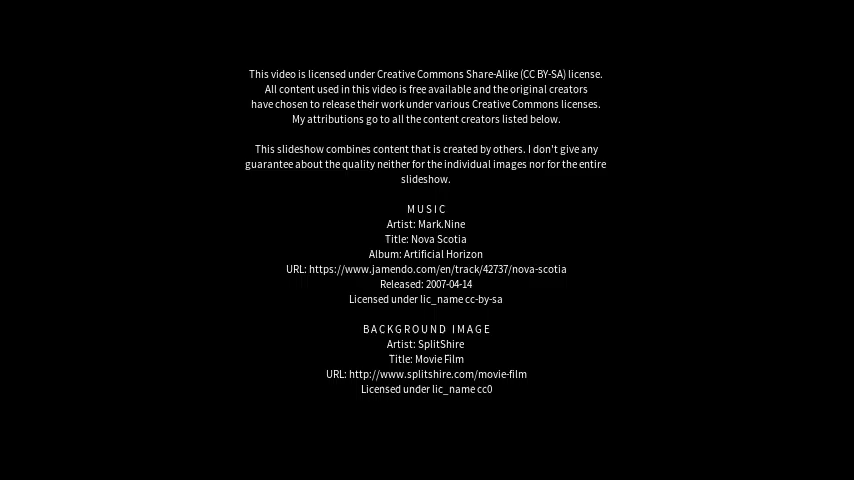 This video is licensed under Creative Commons Share-Alike (CC BY-SA) license.
All content used in this video is free available and the original creators
have chosen to release their work under various Creative Commons licenses.
My attributions go to all the content creators listed below.
This slideshow combines content that is created by others. I don't give any
guarantee about the quality neither for the individual images nor for the entire
slideshow.
MUSIC
Artist: Mark.Nine
Title: Nova Scotia
Album: Artificial Horizon
URL: https://www.jamendo.com/en/track/42737/nova-scotia
Released: 2007-04-14
Licensed under lic_name cc-by-sa
BACKGROUND IMAGE
Artist: SplitShire
Title: Movie Film
URL: http://www.splitshire.com/movie-film
Licensed under lic_name cc0